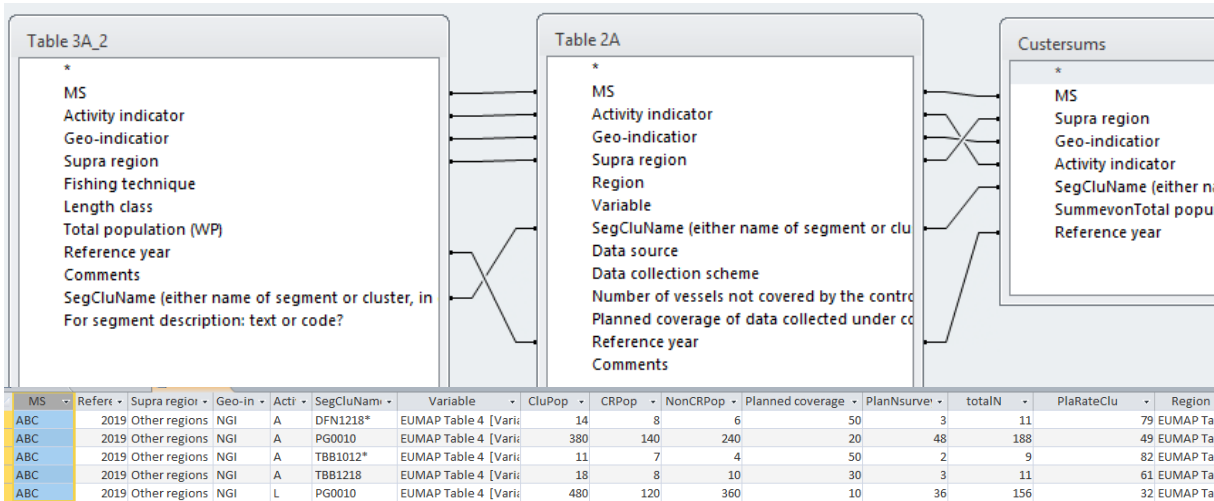 Table 3A_2
*
MS
Activity indicator
Geo-indicatior
Supra region
Fishing technique
Length class
Total population (WP)
Reference year
Comments
SegCluName (either name of segment or cluster, in
For segment description: text or code?
Table 2A
*
MS
Activity indicator
Geo-indicatior
Supra region
Region
Variable
SegCluName (either name of segment or clu
Data source
Data collection scheme
Number of vessels not covered by the contro
Planned coverage of data collected under co
Reference year
Comments
Custersums
*
MS
Supra region
Geo-indicatior
Activity indicator
SegCluName (either na
SummevonTotal popu
Reference year
MS Refere Supra region Geo-in Acti SegCluName Variable CluPop CRPop NonCRPop Planned coverage PlanNsurvey totalN PlaRateClu Region
ABC 2019 Other regions NGI A DFN1218* EUMAP Table 4 [Varia 14 8 6 50 3 11 79 EUMAP Ta
ABC 2019 Other regions NGI A PG0010 EUMAP Table 4 [Varia 380 140 240 20 48 188 49 EUMAP Ta
ABC 2019 Other regions NGI A TBB1012* EUMAP Table 4 [Varia 11 7 4 50 2 9 82 EUMAP Ta
ABC 2019 Other regions NGI A TBB1218 EUMAP Table 4 [Varia 18 8 10 30 3 11 61 EUMAP Ta
ABC 2019 Other regions NGI L PG0010 EUMAP Table 4 [Varia 480 120 360 10 36 156 32 EUMAP Ta